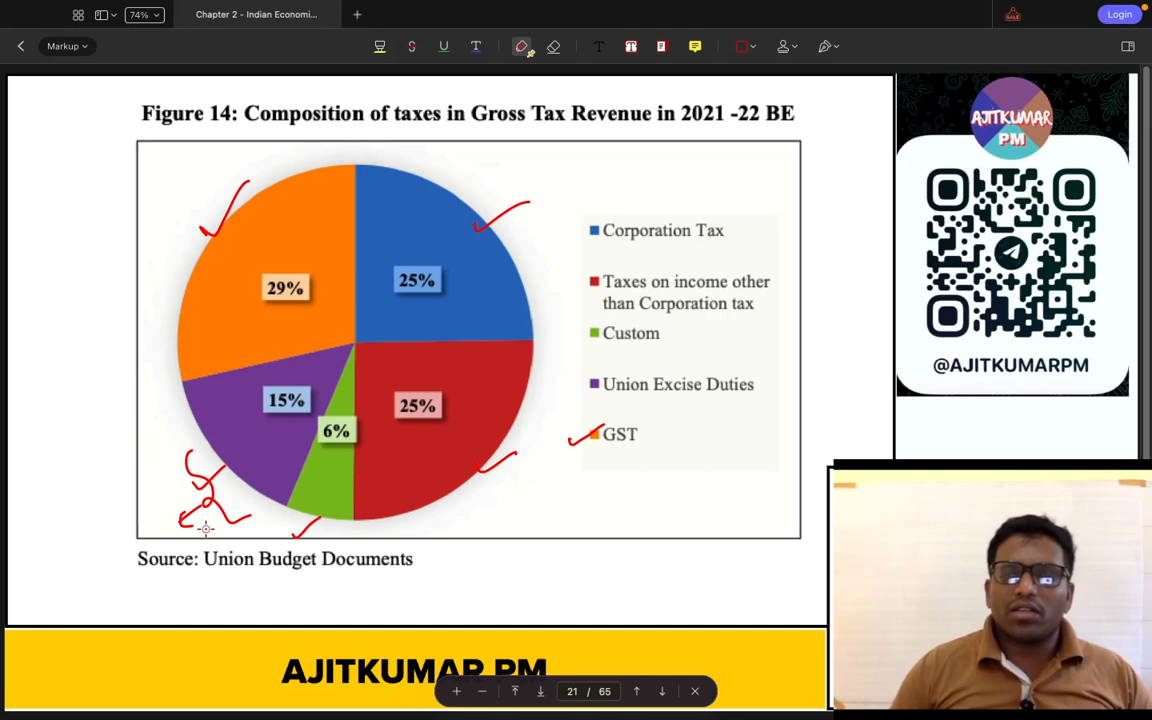 74%
Chapter 2 - Indian Economi...
SALE
Login
Markup
Figure 14: Composition of taxes in Gross Tax Revenue in 2021 -22 BE
29%
25%
15%
6%
25%
Corporation Tax
Taxes on income other
than Corporation tax
Custom
Union Excise Duties
GST
Source: Union Budget Documents
AJITKUMAR
PM
@AJITKUMARPM
AJITKUMAR PM
21 / 65